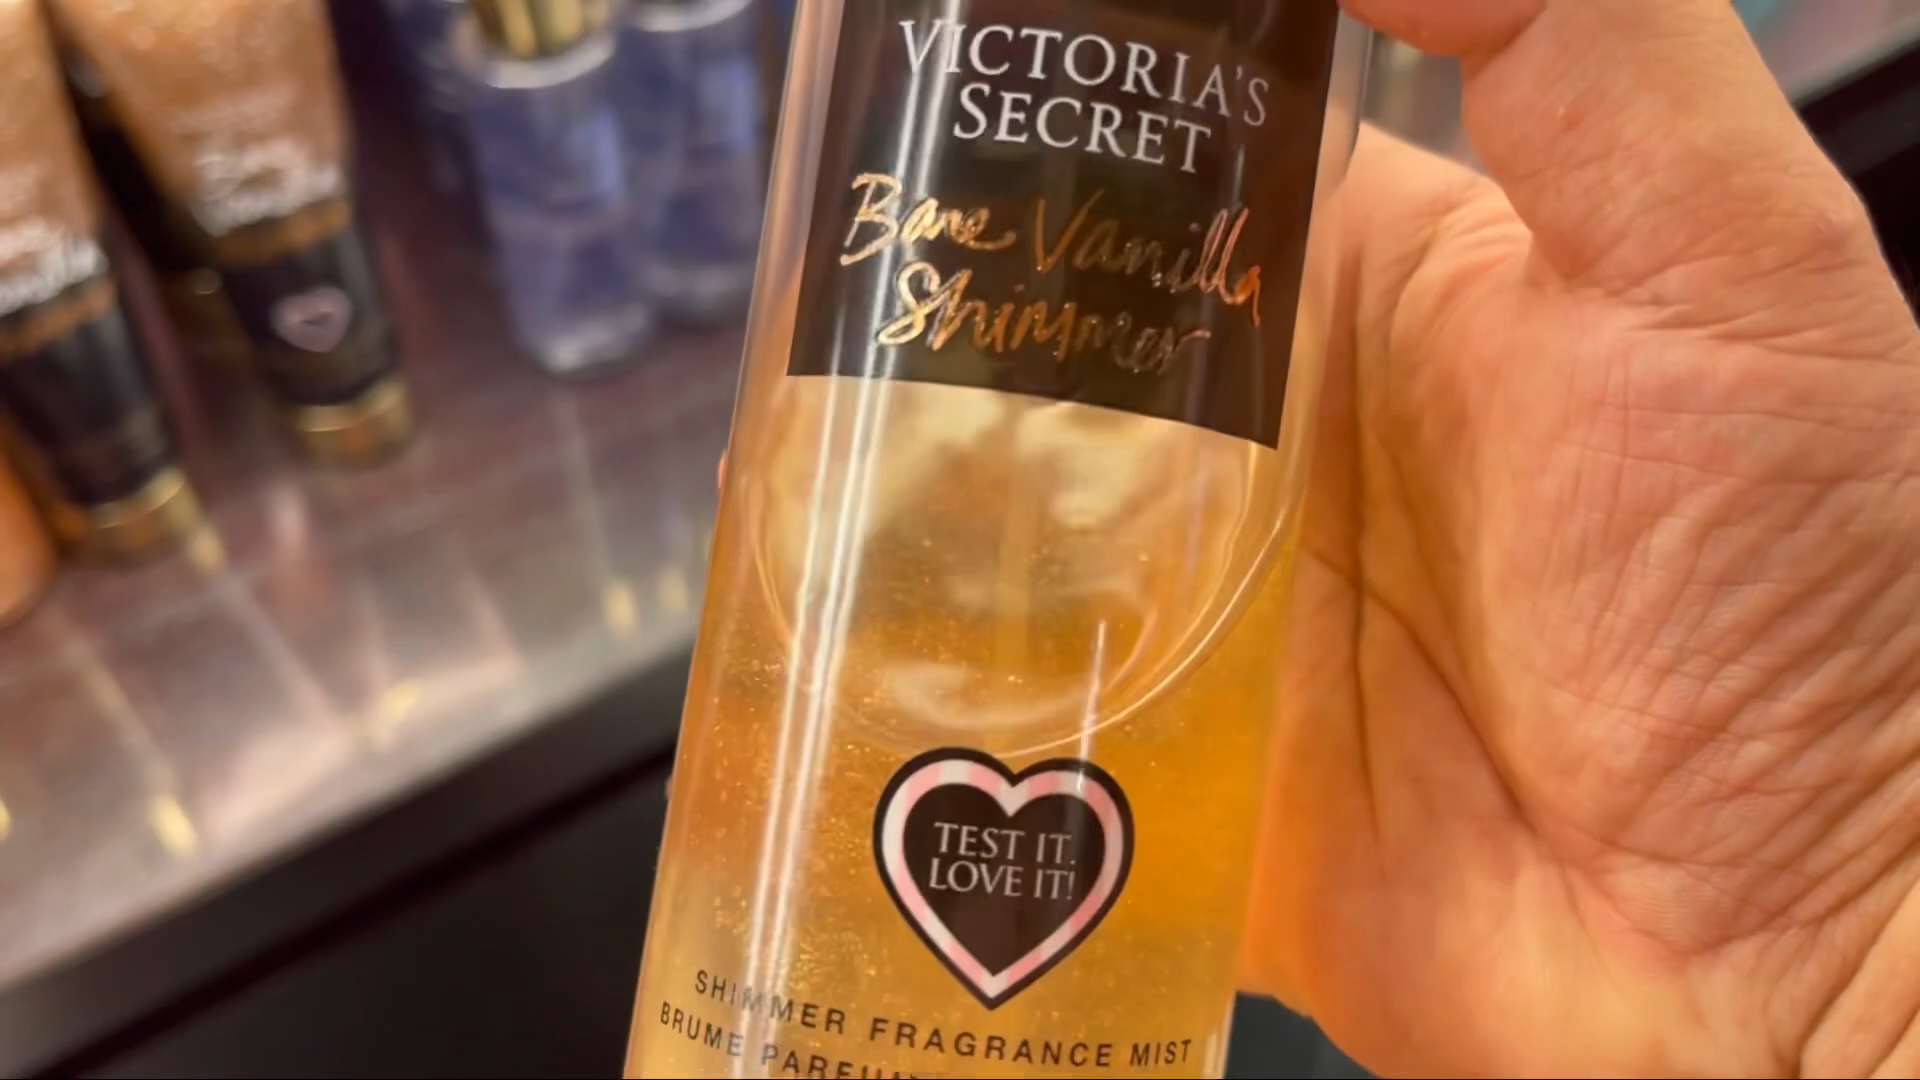 VICTORIA'S
SECRET
Bare Vanilla
Shimmer
TEST IT.
LOVE IT!
SHIMMER FRAGRANCE MIST
BRUME